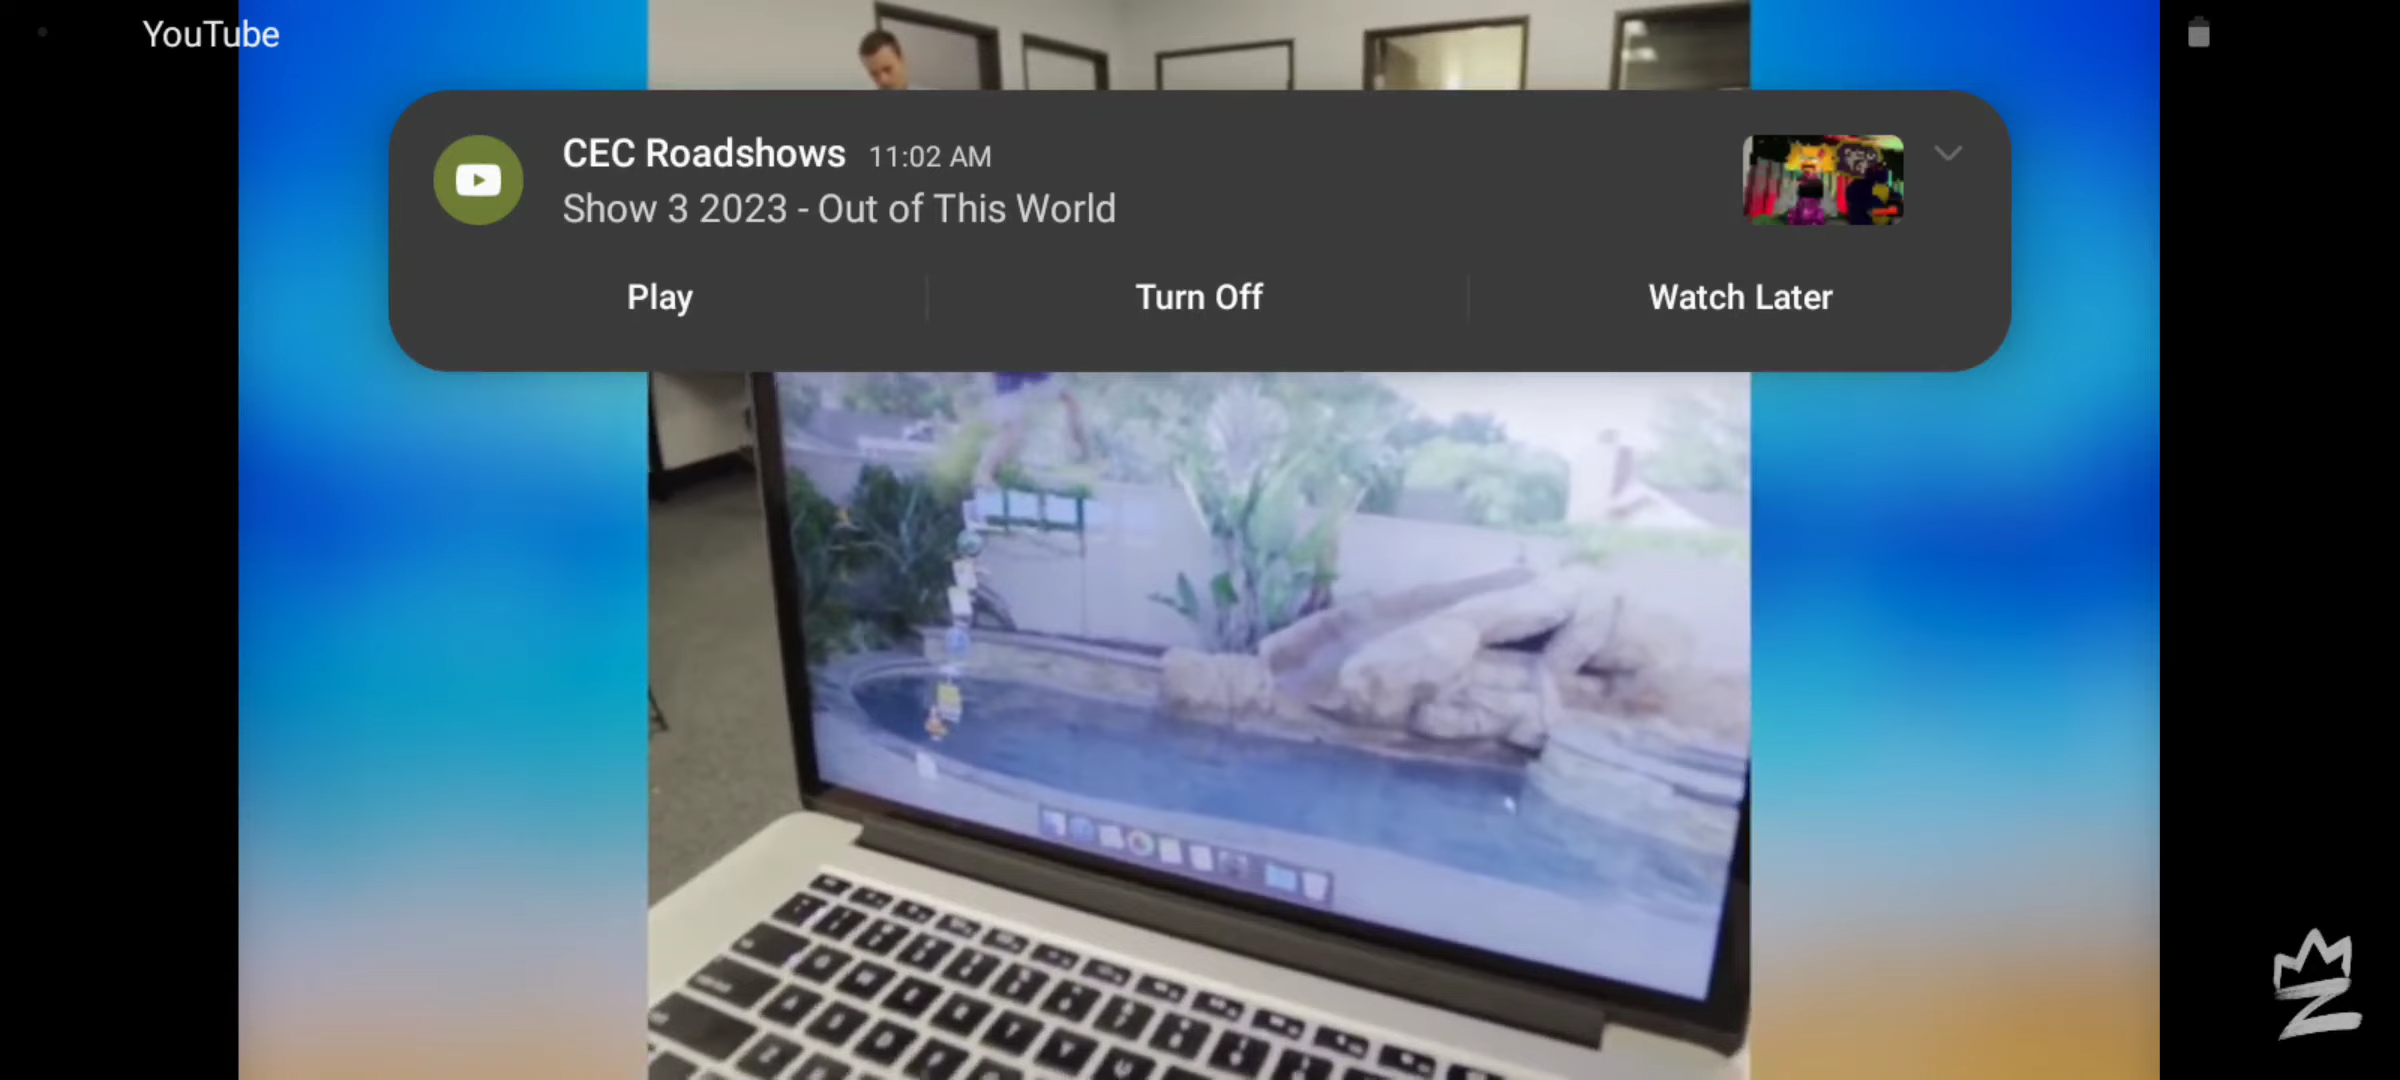 YouTube
CEC Roadshows 11:02 AM
Show 3 2023 - Out of This World
Play
Turn Off
Watch Later